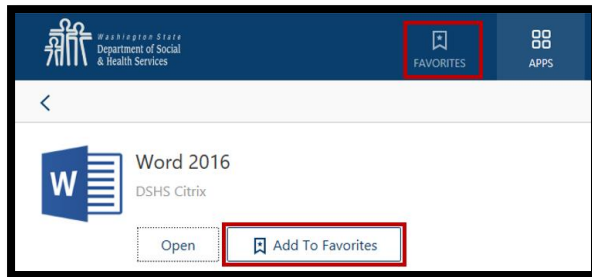 Washington State
Department of Social
& Health Services
FAVORITES
APPS
Word 2016
W
DSHS Citrix
Open
Add To Favorites